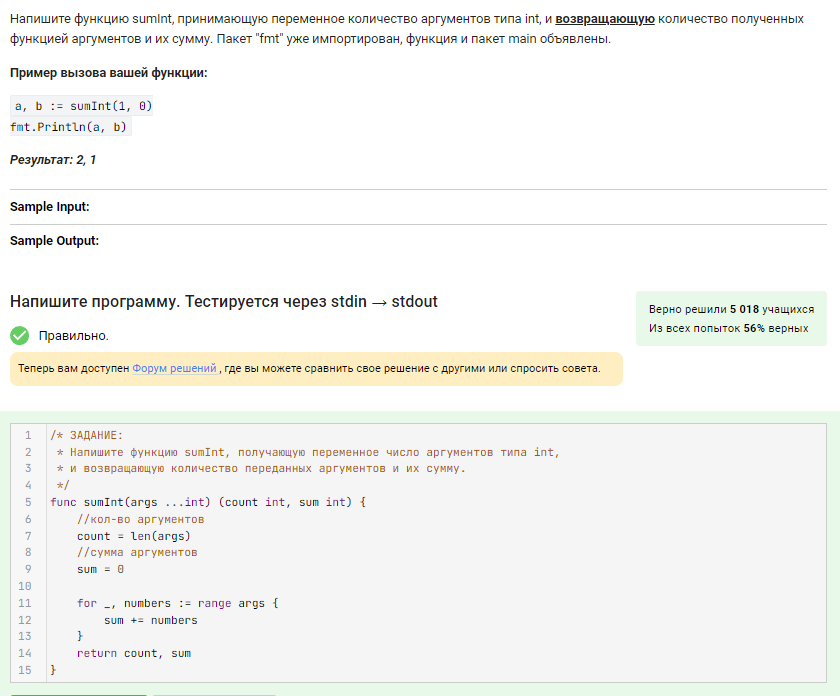 Напишите функцию sumInt, принимающую переменное количество аргументов типа int, и возвращающую количество полученных
функцией аргументов и их сумму. Пакет "fmt" уже импортирован, функция и пакет main объявлены.
Пример вызова вашей функции:
a, b := sumInt(1, 0)
fmt.Println(a, b)
Результат: 2, 1
Sample Input:
Sample Output:
Напишите программу. Тестируется через stdin → stdout
Верно решили 5 018 учащихся
Из всех попыток 56% верных
Правильно.
Теперь вам доступен Форум решений , где вы можете сравнить свое решение с другими или спросить совета.
1 /* ЗАДАНИЕ:
2  * Напишите функцию sumInt, получающую переменное число аргументов типа int,
3  * и возвращающую количество переданных аргументов и их сумму.
4  */
5 func sumInt(args ...int) (count int, sum int) {
6     //кол-во аргументов
7     count = len(args)
8     //сумма аргументов
9     sum = 0
10
11     for _, numbers := range args {
12         sum += numbers
13     }
14     return count, sum
15 }